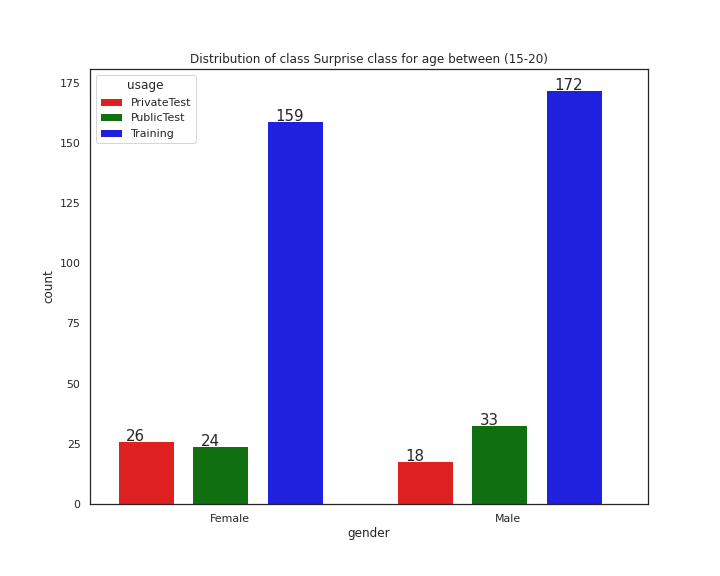 Distribution of class Surprise class for age between (15-20)
usage
PrivateTest
PublicTest
Training
175
150
125
100
75
50
25
0
count
26
24
159
18
33
172
Female
Male
gender